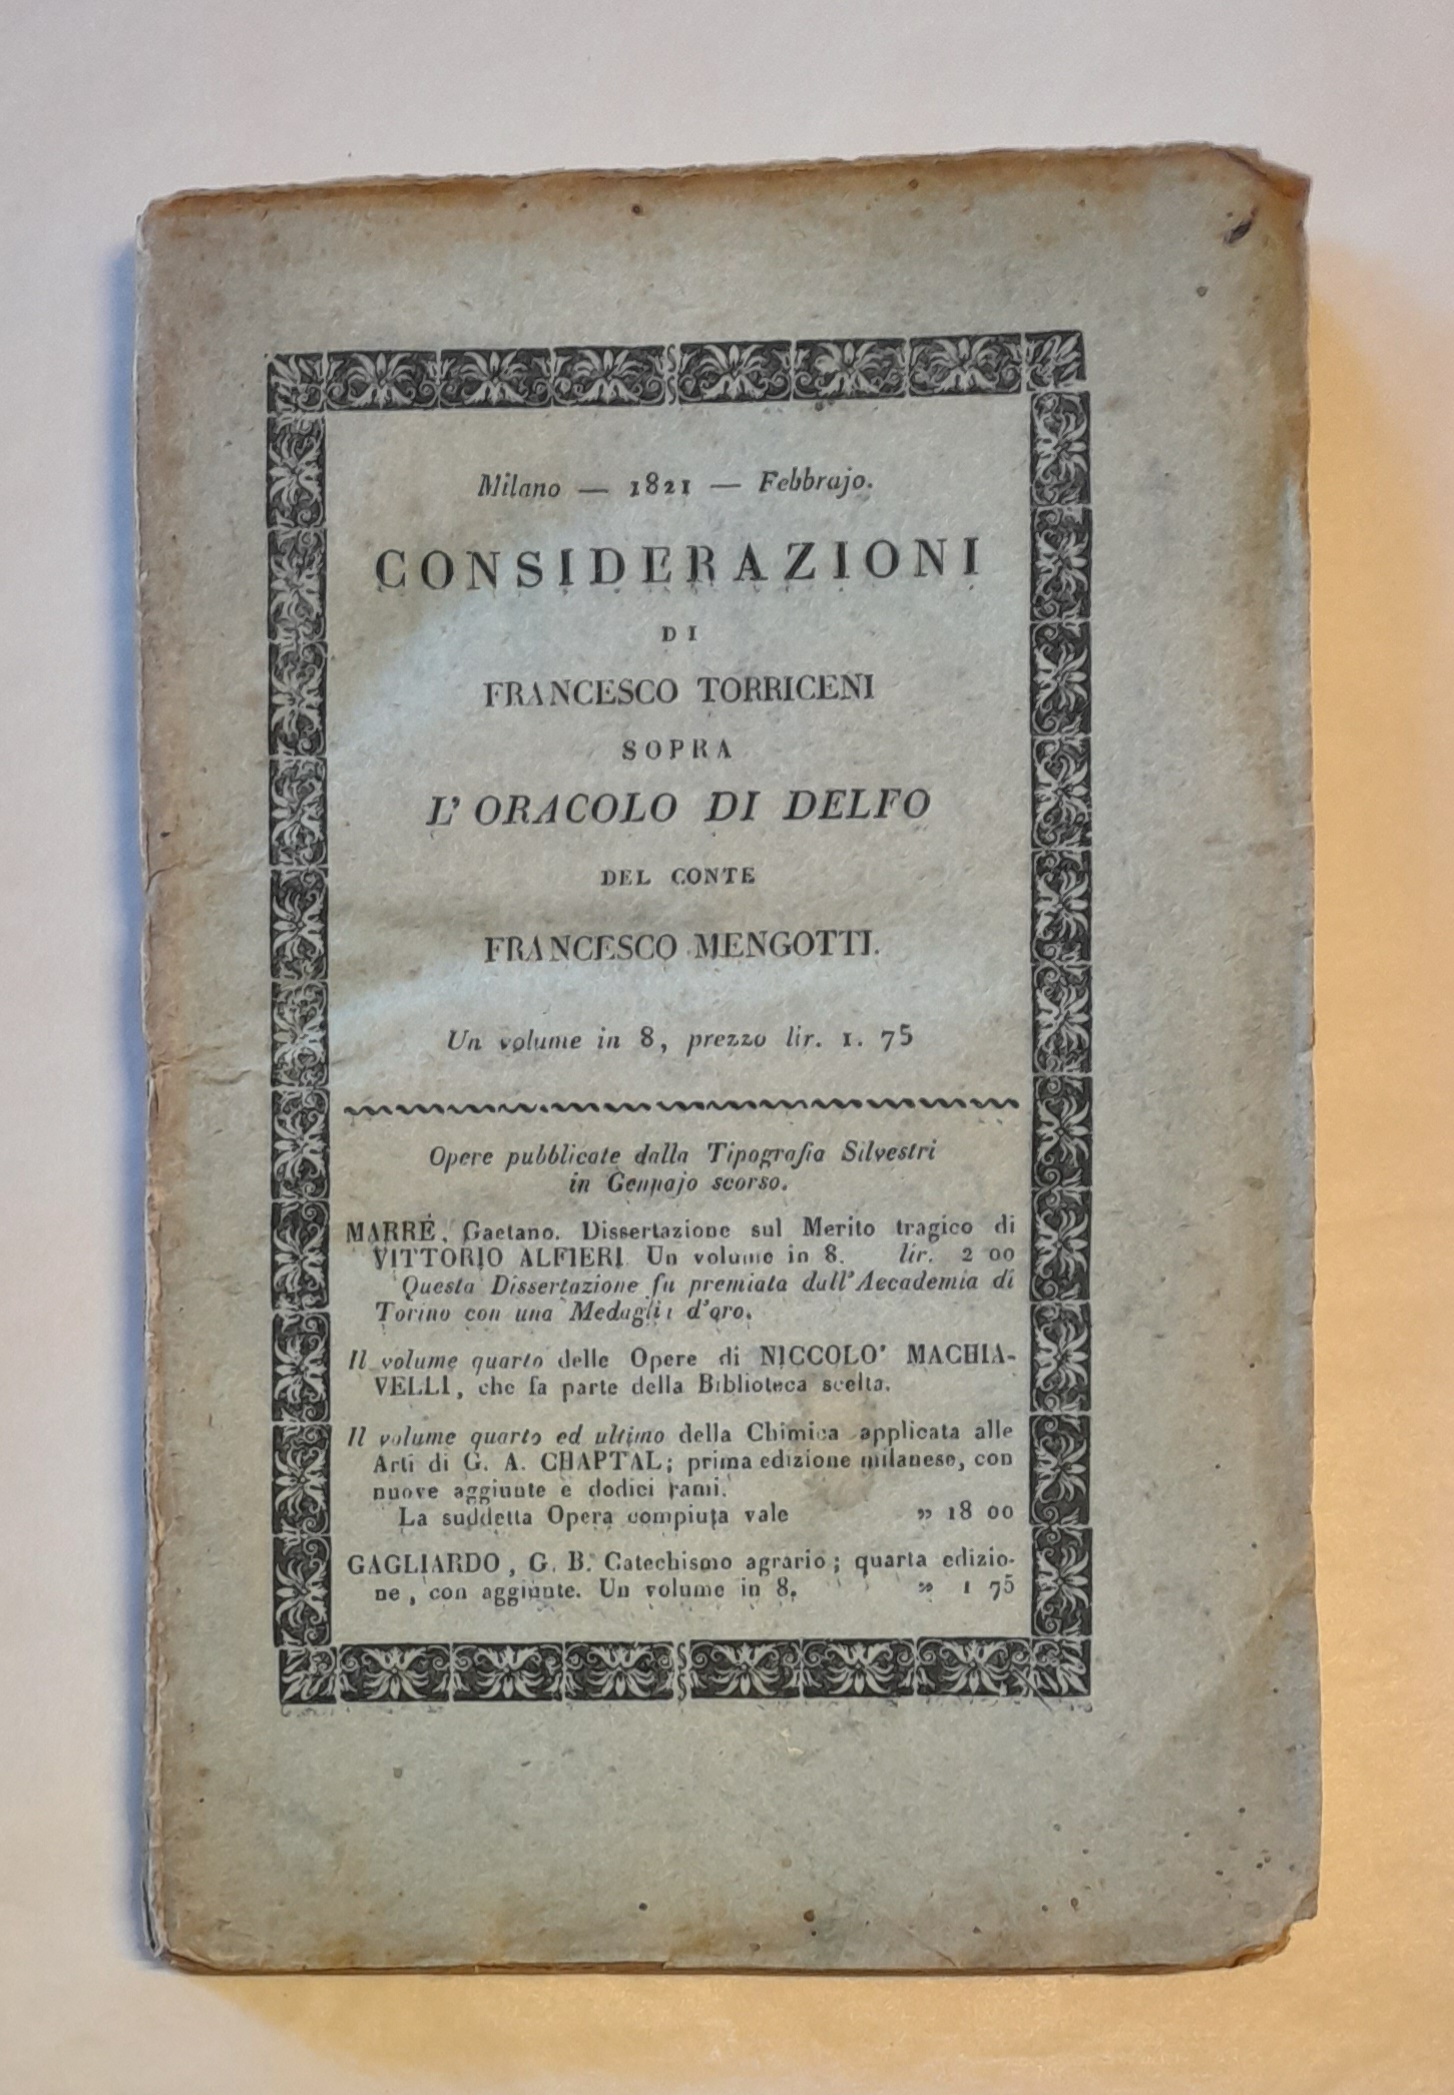 Milano — 1821 — Febbrajo.
CONSIDERAZIONI
DI
FRANCESCO TORRICENI
SOPRA
L' ORACOLO DI DELFO
DEL CONTE
FRANCESCO MENGOTTI.
Un volume in 8, prezzo lir. 1. 75
Opere pubblicate dalla Tipografia Silvestri
in Gennajo scorso.
MARRÉ, Gaetano. Dissertazione sul Merito tragico di
VITTORIO ALFIERI. Un volume in 8. lir. 2 00
Questa Dissertazione fu premiata dall'Accademia di
Torino con una Medaglia d'oro.
Il volume quarto delle Opere di NICCOLO' MACHIA-
VELLI, che fa parte della Biblioteca scelta.
Il volume quarto ed ultimo della Chimica applicata alle
Arti di G. A. CHAPTAL; prima edizione milanese, con
nuove aggiunte e dodici rami.
La suddetta Opera compiuta vale „ 18 00
GAGLIARDO, G. B. Catechismo agrario; quarta edizio-
ne, con aggiunte. Un volume in 8. „ 1 75